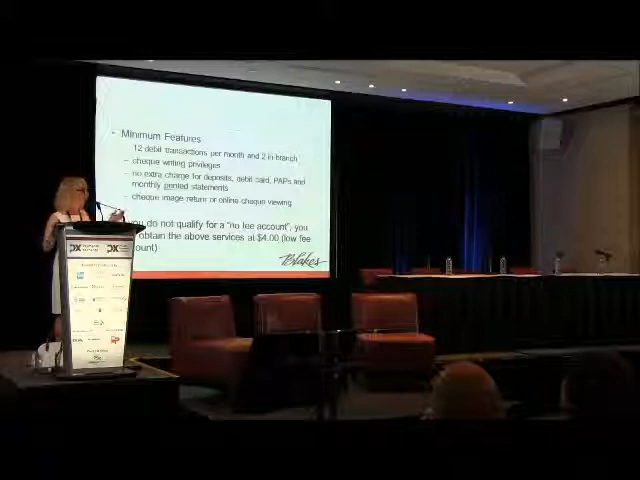 • Minimum Features
12 debit transactions per month and 2 in-branch
– cheque writing privileges
– no extra charge for deposits, debit card, PAPs and
monthly printed statements
– cheque image return or online cheque viewing
you do not qualify for a "no fee account", you
obtain the above services at $4.00 (low fee
ount)
Blakes